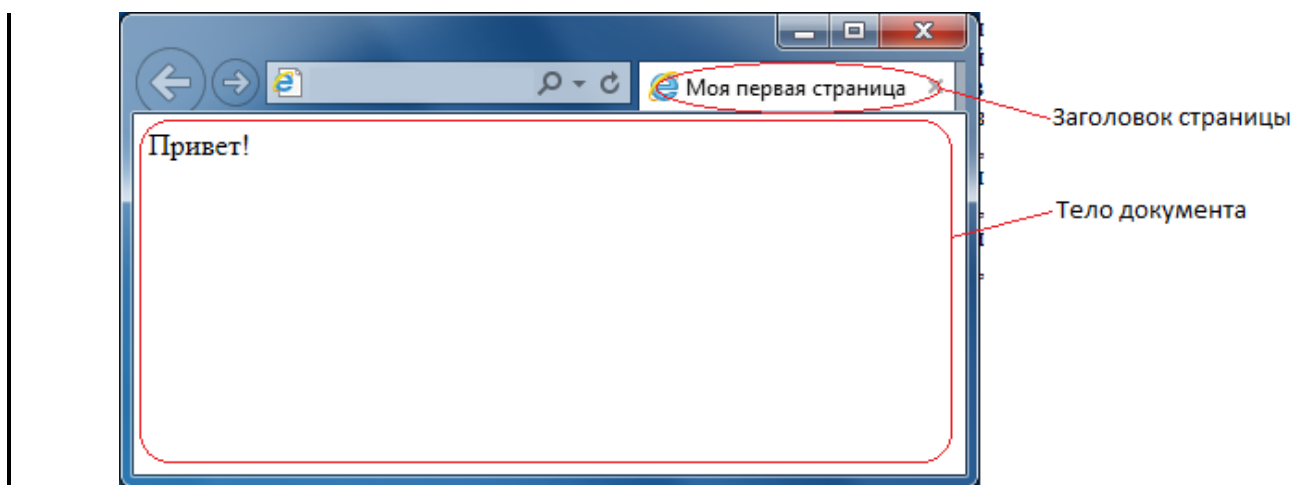 Моя первая страница
Заголовок страницы
Привет!
Тело документа